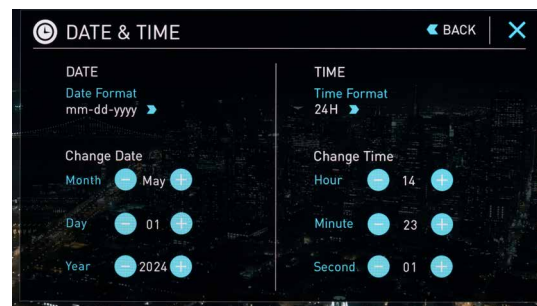 DATE & TIME
BACK
DATE
Date Format
mm-dd-yyyy
Change Date
Month May
Day 01
Year 2024
TIME
Time Format
24H
Change Time
Hour 14
Minute 23
Second 01